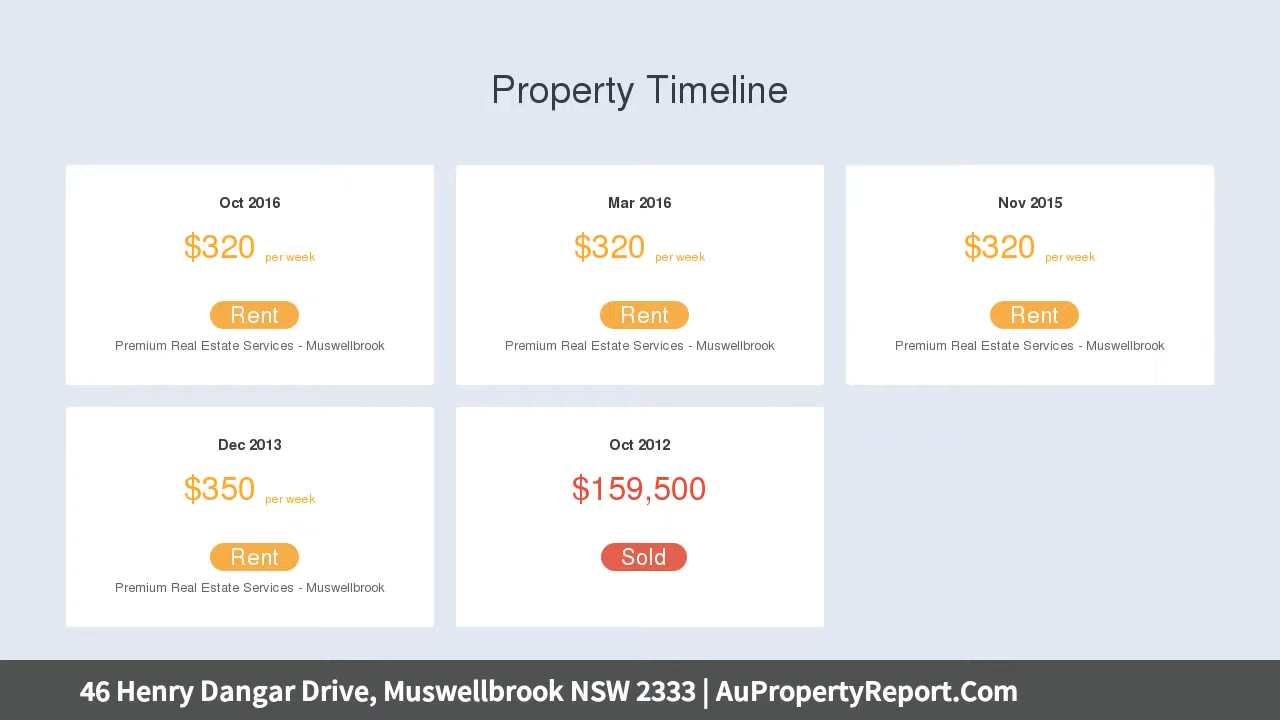 Property Timeline
Oct 2016
$320 per week
Rent
Premium Real Estate Services - Muswellbrook
Mar 2016
$320 per week
Rent
Premium Real Estate Services - Muswellbrook
Nov 2015
$320 per week
Rent
Premium Real Estate Services - Muswellbrook
Dec 2013
$350 per week
Rent
Premium Real Estate Services - Muswellbrook
Oct 2012
$159,500
Sold
46 Henry Dangar Drive, Muswellbrook NSW 2333 | AuPropertyReport.Com